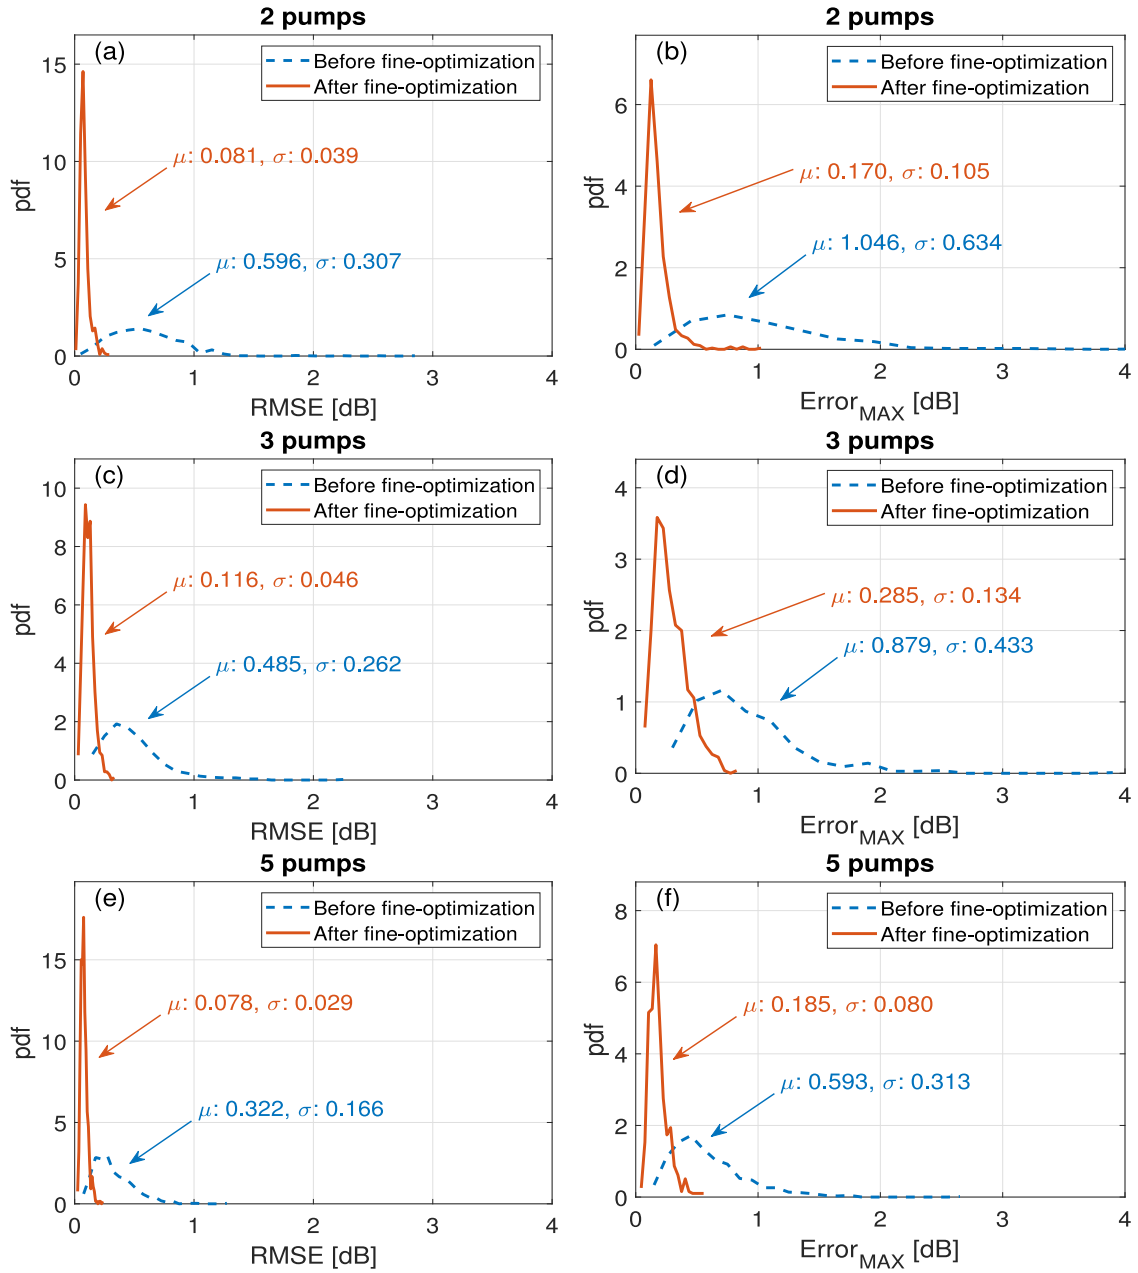 2 pumps
(a)
Before fine-optimization
After fine-optimization
μ: 0.081, σ: 0.039
μ: 0.596, σ: 0.307
pdf
15
10
5
0
0 1 2 3 4
RMSE [dB]
2 pumps
(b)
Before fine-optimization
After fine-optimization
μ: 0.170, σ: 0.105
μ: 1.046, σ: 0.634
pdf
6
4
2
0
0 1 2 3 4
Error_MAX [dB]
3 pumps
(c)
Before fine-optimization
After fine-optimization
μ: 0.116, σ: 0.046
μ: 0.485, σ: 0.262
pdf
10
8
6
4
2
0
0 1 2 3 4
RMSE [dB]
3 pumps
(d)
Before fine-optimization
After fine-optimization
μ: 0.285, σ: 0.134
μ: 0.879, σ: 0.433
pdf
4
3
2
1
0
0 1 2 3 4
Error_MAX [dB]
5 pumps
(e)
Before fine-optimization
After fine-optimization
μ: 0.078, σ: 0.029
μ: 0.322, σ: 0.166
pdf
15
10
5
0
0 1 2 3 4
RMSE [dB]
5 pumps
(f)
Before fine-optimization
After fine-optimization
μ: 0.185, σ: 0.080
μ: 0.593, σ: 0.313
pdf
8
6
4
2
0
0 1 2 3 4
Error_MAX [dB]